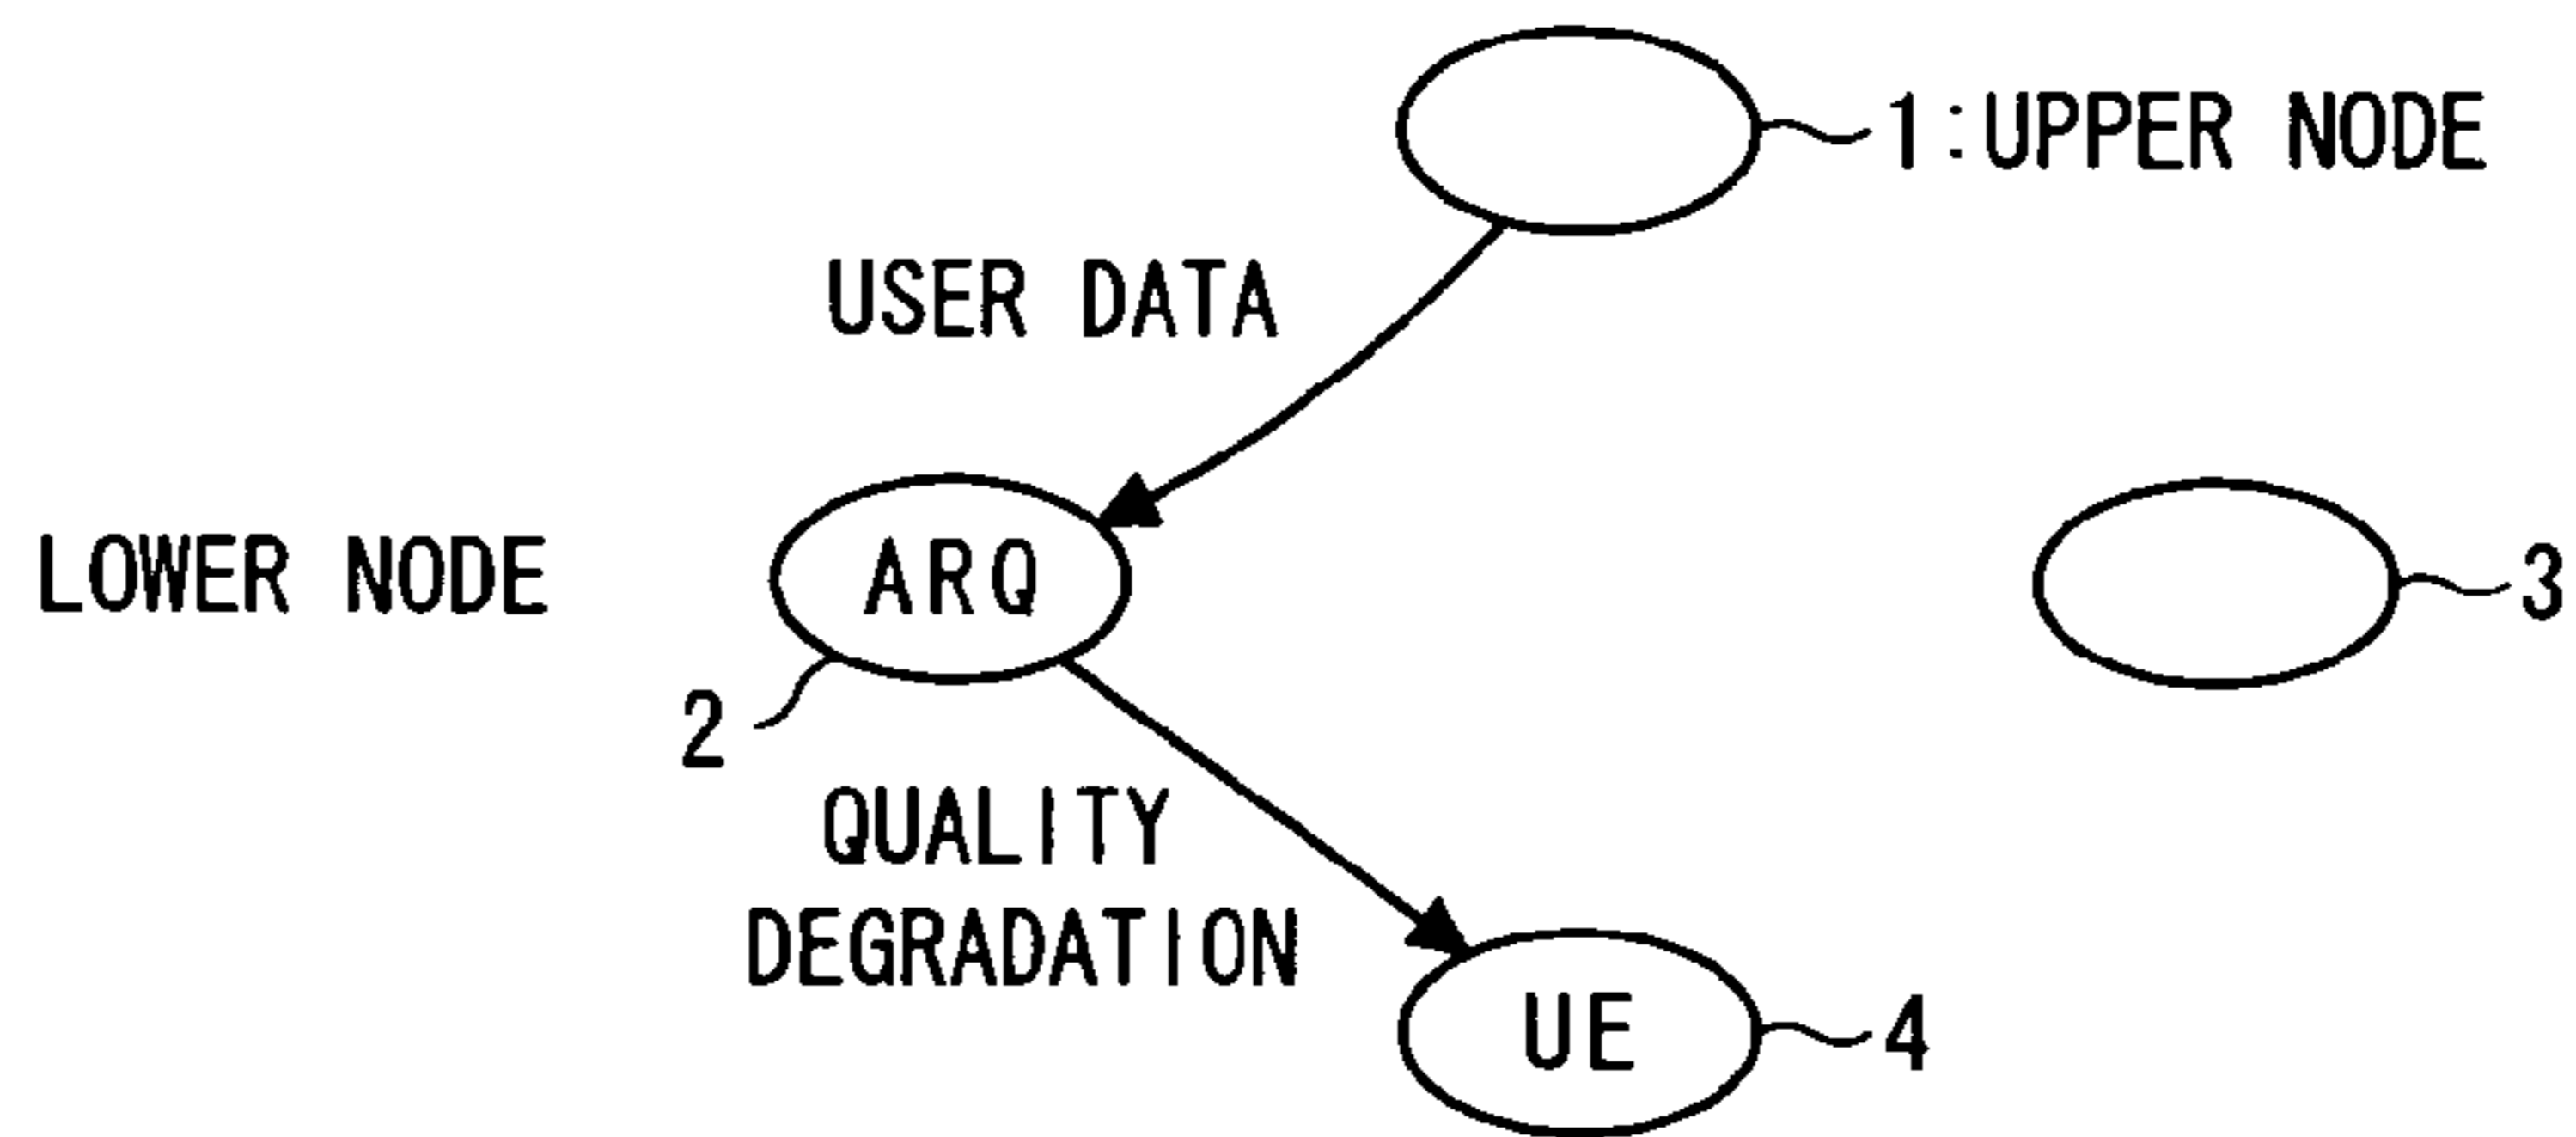 1:UPPER NODE
USER DATA
LOWER NODE
ARQ
3
2
QUALITY
DEGRADATION
UE
4